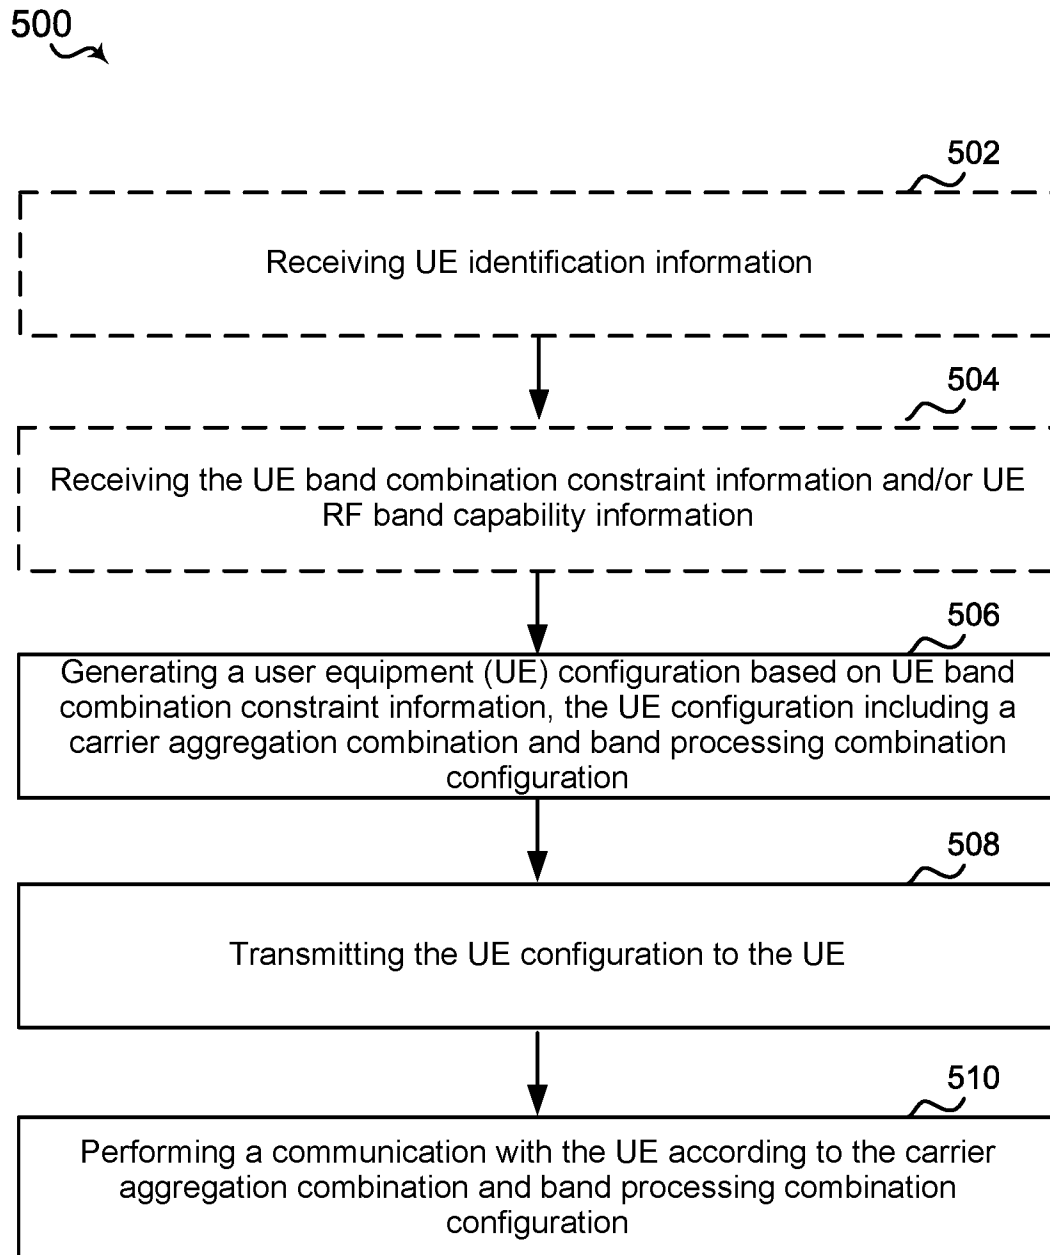 500
502
Receiving UE identification information
504
Receiving the UE band combination constraint information and/or UE
RF band capability information
506
Generating a user equipment (UE) configuration based on UE band
combination constraint information, the UE configuration including a
carrier aggregation combination and band processing combination
configuration
508
Transmitting the UE configuration to the UE
510
Performing a communication with the UE according to the carrier
aggregation combination and band processing combination
configuration